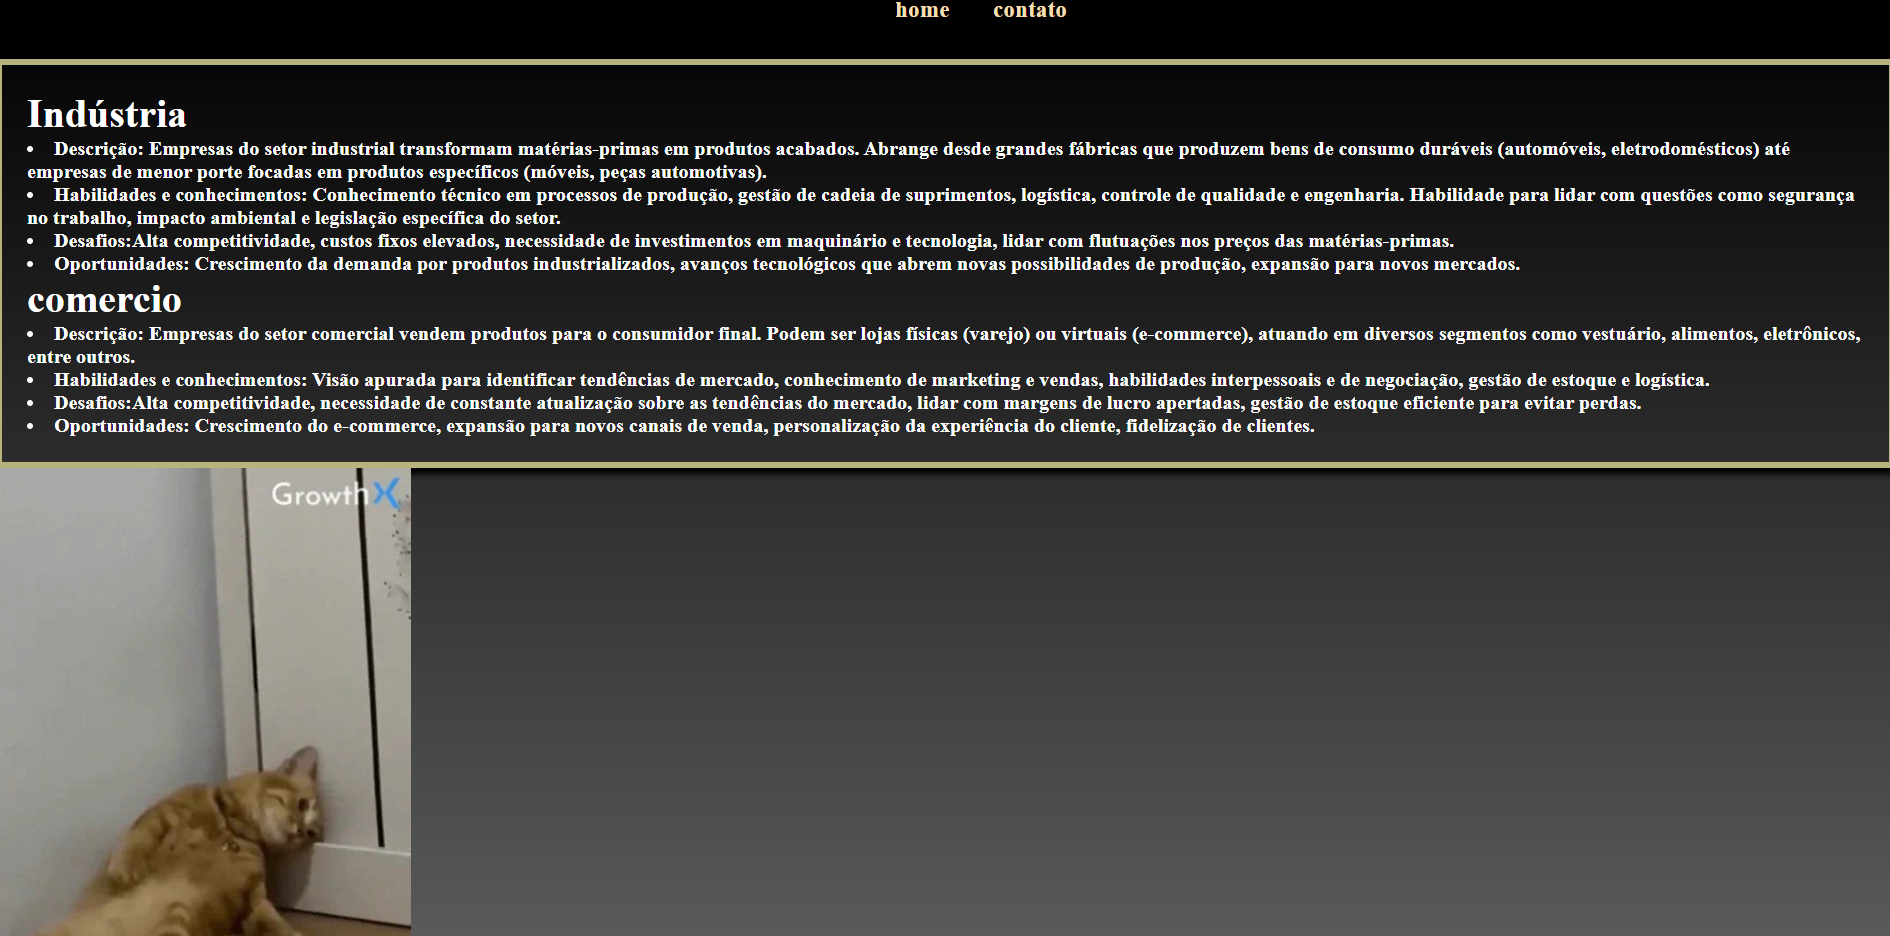 home contato
Indústria
• Descrição: Empresas do setor industrial transformam matérias-primas em produtos acabados. Abrange desde grandes fábricas que produzem bens de consumo duráveis (automóveis, eletrodomésticos) até
empresas de menor porte focadas em produtos específicos (móveis, peças automotivas).
• Habilidades e conhecimentos: Conhecimento técnico em processos de produção, gestão de cadeia de suprimentos, logística, controle de qualidade e engenharia. Habilidade para lidar com questões como segurança
no trabalho, impacto ambiental e legislação específica do setor.
• Desafios:Alta competitividade, custos fixos elevados, necessidade de investimentos em maquinário e tecnologia, lidar com flutuações nos preços das matérias-primas.
• Oportunidades: Crescimento da demanda por produtos industrializados, avanços tecnológicos que abrem novas possibilidades de produção, expansão para novos mercados.
comercio
• Descrição: Empresas do setor comercial vendem produtos para o consumidor final. Podem ser lojas físicas (varejo) ou virtuais (e-commerce), atuando em diversos segmentos como vestuário, alimentos, eletrônicos,
entre outros.
• Habilidades e conhecimentos: Visão apurada para identificar tendências de mercado, conhecimento de marketing e vendas, habilidades interpessoais e de negociação, gestão de estoque e logística.
• Desafios:Alta competitividade, necessidade de constante atualização sobre as tendências do mercado, lidar com margens de lucro apertadas, gestão de estoque eficiente para evitar perdas.
• Oportunidades: Crescimento do e-commerce, expansão para novos canais de venda, personalização da experiência do cliente, fidelização de clientes.
GrowthX